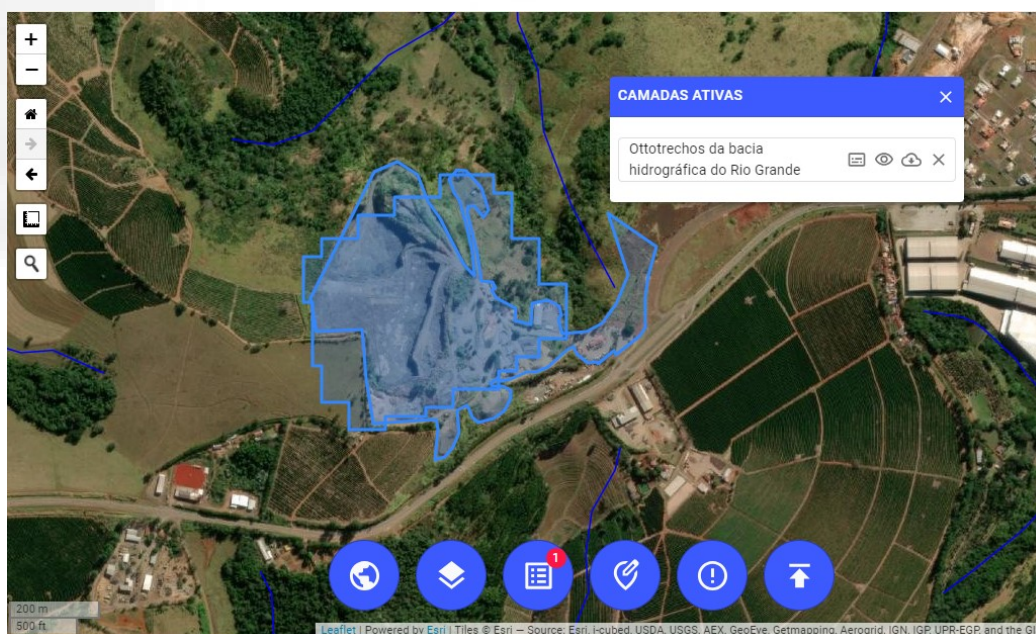 +
−
CAMADAS ATIVAS
Ottotrechos da bacia
hidrográfica do Rio Grande
1
200 m
500 ft
Leaflet | Powered by Esri | Tiles © Esri — Source: Esri, i-cubed, USDA, USGS, AEX, GeoEye, Getmapping, Aerogrid, IGN, IGP, UPR-EGP, and the